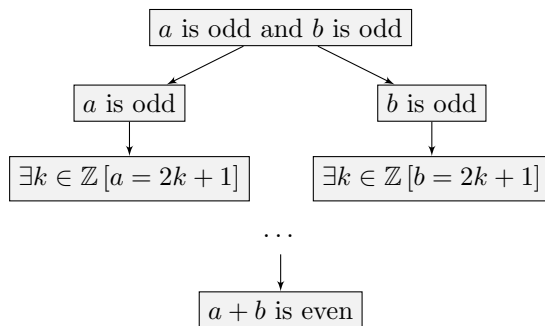 a is odd and b is odd
a is odd
b is odd
∃k ∈ ℤ [a = 2k + 1]
∃k ∈ ℤ [b = 2k + 1]
...
a + b is even